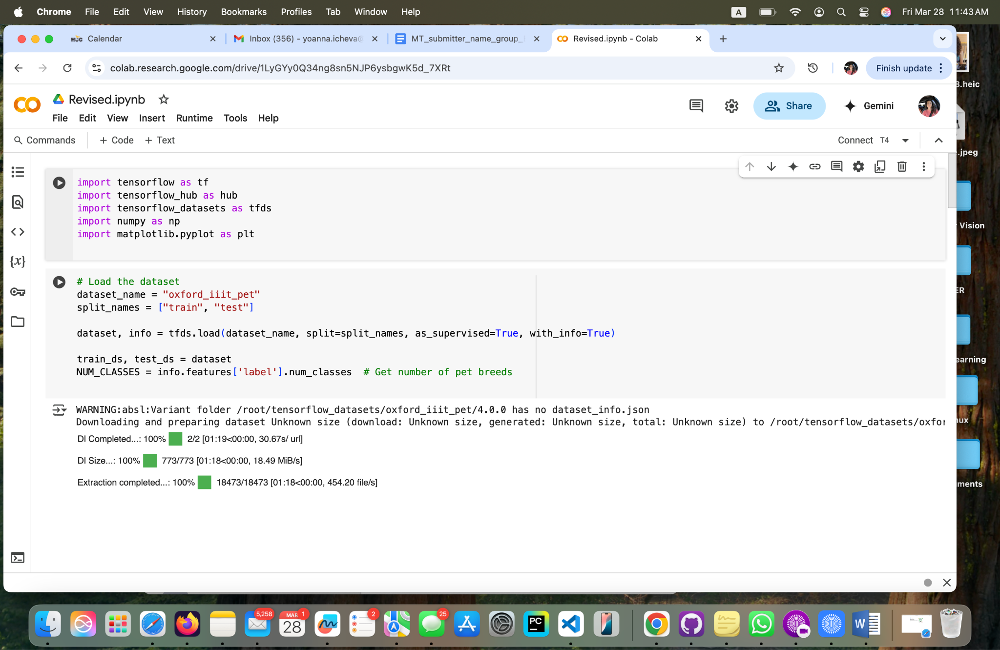 Chrome File Edit View History Bookmarks Profiles Tab Window Help A Fri Mar 28 11:43 AM
HCC Calendar
Inbox (356) - yoanna.icheva@
MT_submitter_name_group_
Revised.ipynb - Colab
colab.research.google.com/drive/1LyGYy0Q34ng8sn5NJP6ysbgwK5d_7XRt
Finish update
Revised.ipynb
File Edit View Insert Runtime Tools Help
Share
Gemini
Commands + Code + Text
Connect T4
import tensorflow as tf
import tensorflow_hub as hub
import tensorflow_datasets as tfds
import numpy as np
import matplotlib.pyplot as plt
# Load the dataset
dataset_name = "oxford_iiit_pet"
split_names = ["train", "test"]
dataset, info = tfds.load(dataset_name, split=split_names, as_supervised=True, with_info=True)
train_ds, test_ds = dataset
NUM_CLASSES = info.features['label'].num_classes # Get number of pet breeds
WARNING:absl:Variant folder /root/tensorflow_datasets/oxford_iiit_pet/4.0.0 has no dataset_info.json
Downloading and preparing dataset Unknown size (download: Unknown size, generated: Unknown size, total: Unknown size) to /root/tensorflow_datasets/oxfor
Dl Completed...: 100% 2/2 [01:19<00:00, 30.67s/ url]
Dl Size...: 100% 773/773 [01:18<00:00, 18.49 MiB/s]
Extraction completed...: 100% 18473/18473 [01:18<00:00, 454.20 file/s]
{x}
3.heic
.jpeg
Vision
ER
earning
nux
ments
5,258
MAR 1
28
2
25
PC
W